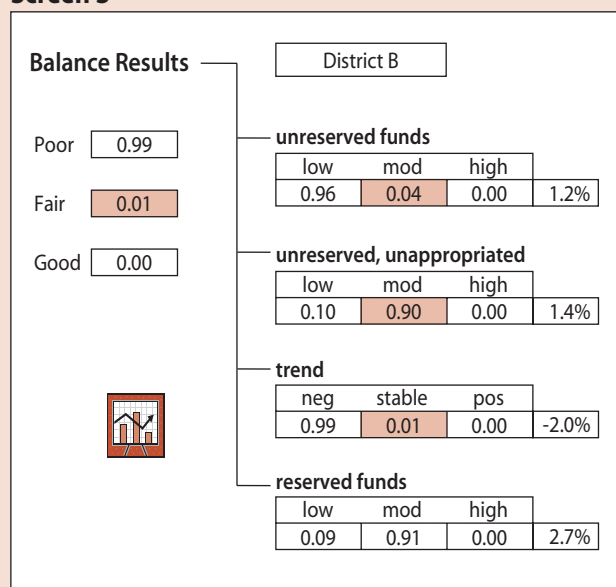 Balance Results
District B
Poor 0.99
Fair 0.01
Good 0.00
unreserved funds
low mod high
0.96 0.04 0.00 1.2%
unreserved, unappropriated
low mod high
0.10 0.90 0.00 1.4%
trend
neg stable pos
0.99 0.01 0.00 -2.0%
reserved funds
low mod high
0.09 0.91 0.00 2.7%